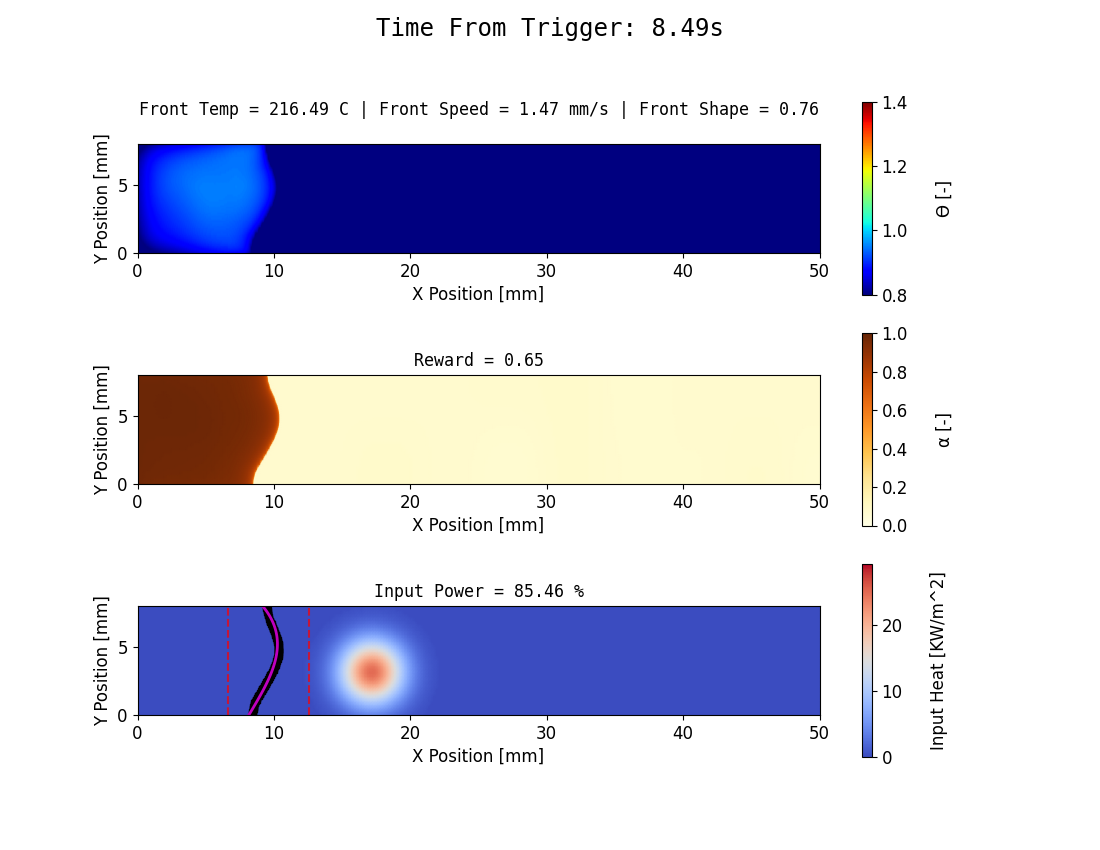 Time From Trigger: 8.49s
Front Temp = 216.49 C | Front Speed = 1.47 mm/s | Front Shape = 0.76
Y Position [mm]
5
0
0 10 20 30 40 50
X Position [mm]
1.4
1.2
1.0
0.8
Θ [-]
Reward = 0.65
Y Position [mm]
5
0
0 10 20 30 40 50
X Position [mm]
1.0
0.8
0.6
0.4
0.2
0.0
α [-]
Input Power = 85.46 %
Y Position [mm]
5
0
0 10 20 30 40 50
X Position [mm]
20
10
0
Input Heat [KW/m^2]